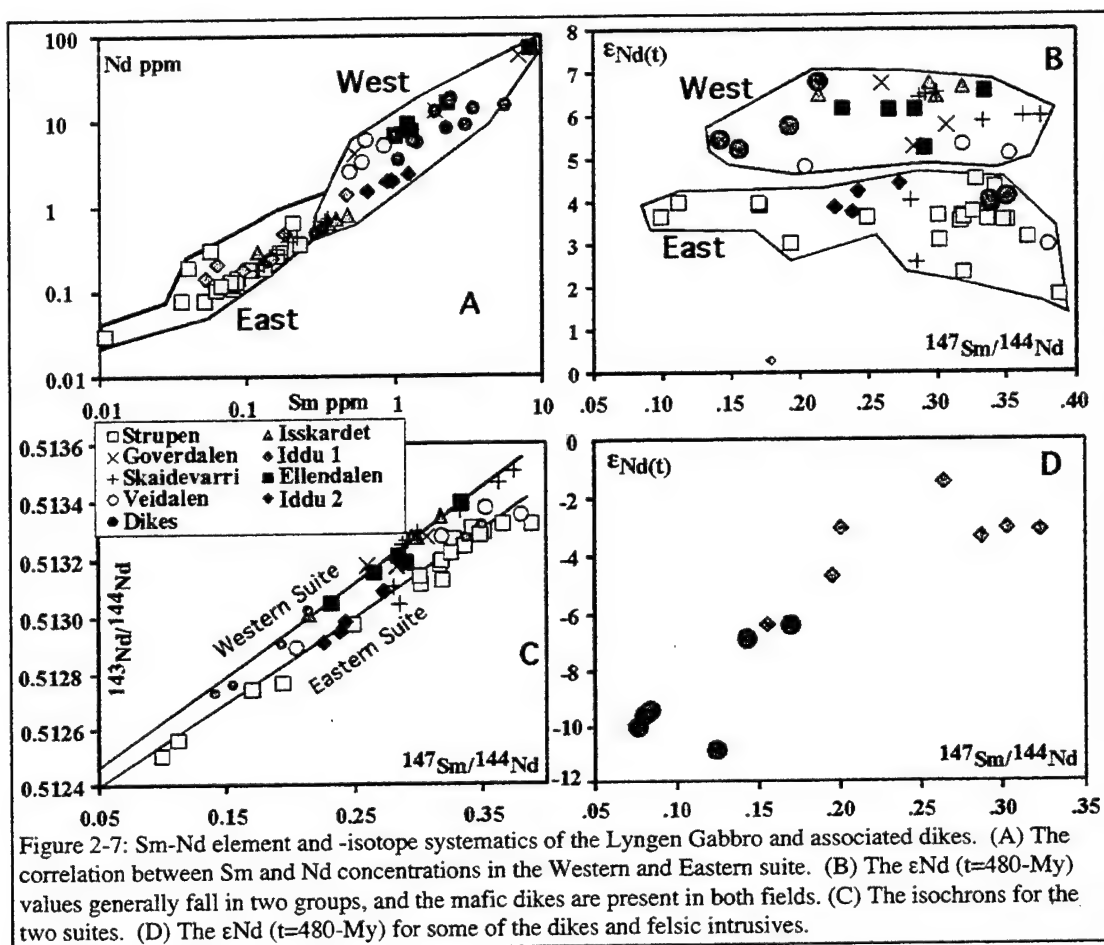 100
Nd ppm
West
10
1
0.1
East
A
0.01
0.01
0.1
Sm ppm
1
10
8
εNd(t)
B
7
West
6
5
4
3
East
2
1
147Sm/144Nd
0
.05
.10
.15
.20
.25
.30
.35
.40
Strupen
Isskardet
Goverdalen
Iddu 1
Skaidevarri
Ellendalen
Veidalen
Iddu 2
Dikes
0.5136
0.5134
0.5132
0.5130
0.5128
0.5126
0.5124
143Nd/144Nd
Western Suite
Eastern Suite
C
147Sm/144Nd
0.05
0.15
0.25
0.35
0
εNd(t)
D
-2
-4
-6
-8
-10
-12
147Sm/144Nd
.05
.10
.15
.20
.25
.30
.35
Figure 2-7: Sm-Nd element and -isotope systematics of the Lyngen Gabbro and associated dikes. (A) The
correlation between Sm and Nd concentrations in the Western and Eastern suite. (B) The εNd (t=480-My)
values generally fall in two groups, and the mafic dikes are present in both fields. (C) The isochrons for the
two suites. (D) The εNd (t=480-My) for some of the dikes and felsic intrusives.